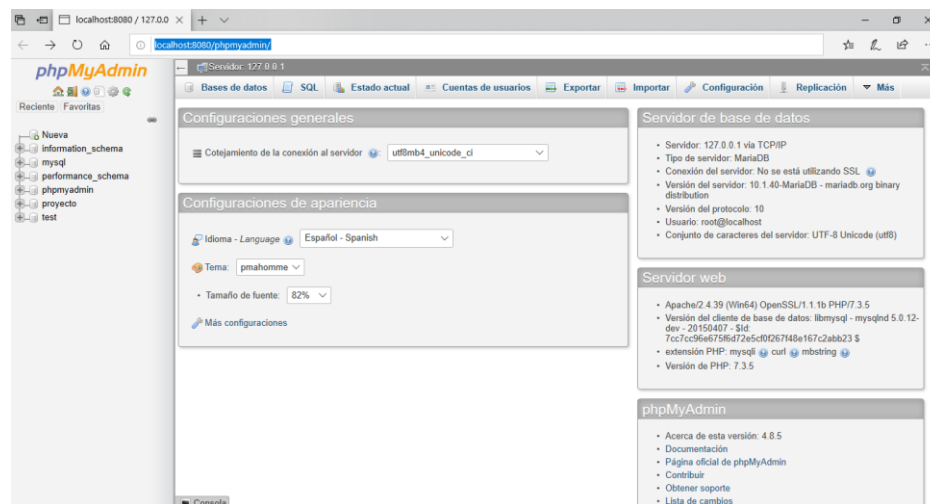 localhost:8080 / 127.0.0
localhost:8080/phpmyadmin/
phpMyAdmin
Reciente Favoritas
Nueva
information_schema
mysql
performance_schema
phpmyadmin
proyecto
test
Servidor: 127.0.0.1
Bases de datos SQL Estado actual Cuentas de usuarios Exportar Importar Configuración Replicación Más
Configuraciones generales
Cotejamiento de la conexión al servidor utf8mb4_unicode_ci
Configuraciones de apariencia
Idioma - Language Español - Spanish
Tema: pmahomme
Tamaño de fuente: 82%
Más configuraciones
Consola
Servidor de base de datos
Servidor: 127.0.0.1 via TCP/IP
Tipo de servidor: MariaDB
Conexión del servidor: No se está utilizando SSL
Versión del servidor: 10.1.40-MariaDB - mariadb.org binary
distribution
Versión del protocolo: 10
Usuario: root@localhost
Conjunto de caracteres del servidor: UTF-8 Unicode (utf8)
Servidor web
Apache/2.4.39 (Win64) OpenSSL/1.1.1b PHP/7.3.5
Versión del cliente de base de datos: libmysql - mysqlnd 5.0.12-
dev - 20150407 - $Id:
7cc7cc96e675f6d72e5cf0f267f48e167c2abb23 $
extensión PHP: mysqli curl mbstring
Versión de PHP: 7.3.5
phpMyAdmin
Acerca de esta versión: 4.8.5
Documentación
Página oficial de phpMyAdmin
Contribuir
Obtener soporte
Lista de cambios